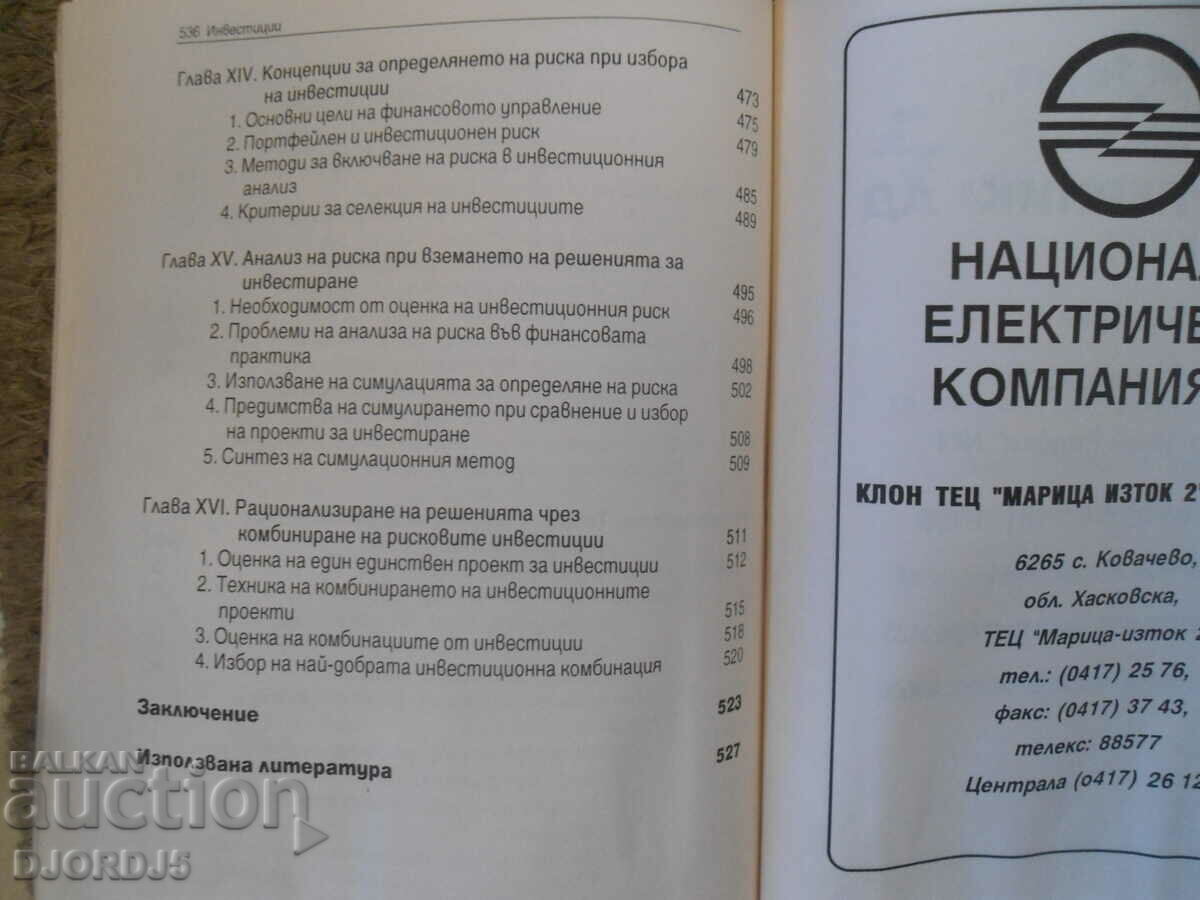 536 Инвестиции
Глава XIV. Концепции за определянето на риска при избора
на инвестиции 473
1. Основни цели на финансовото управление 475
2. Портфейлен и инвестиционен риск 479
3. Методи за включване на риска в инвестиционния
анализ 485
4. Критерии за селекция на инвестициите 489
Глава XV. Анализ на риска при вземането на решенията за
инвестиране 495
1. Необходимост от оценка на инвестиционния риск 496
2. Проблеми на анализа на риска във финансовата
практика 498
3. Използване на симулацията за определяне на риска 502
4. Предимства на симулирането при сравнение и избор
на проекти за инвестиране 508
5. Синтез на симулационния метод 509
Глава XVI. Рационализиране на решенията чрез
комбиниране на рисковите инвестиции 511
1. Оценка на един единствен проект за инвестиции 512
2. Техника на комбинирането на инвестиционните
проекти 515
3. Оценка на комбинациите от инвестиции 518
4. Избор на най-добрата инвестиционна комбинация 520
Заключение 523
Използвана литература 527
НАЦИОНА
ЕЛЕКТРИЧЕ
КОМПАНИЯ
КЛОН ТЕЦ "МАРИЦА ИЗТОК 2"
6265 с. Ковачево,
обл. Хасковска,
ТЕЦ "Марица-изток 2
тел.: (0417) 25 76,
факс: (0417) 37 43,
телекс: 88577
Централа (0417) 26 12
BALKAN
auction
DJORDJ5